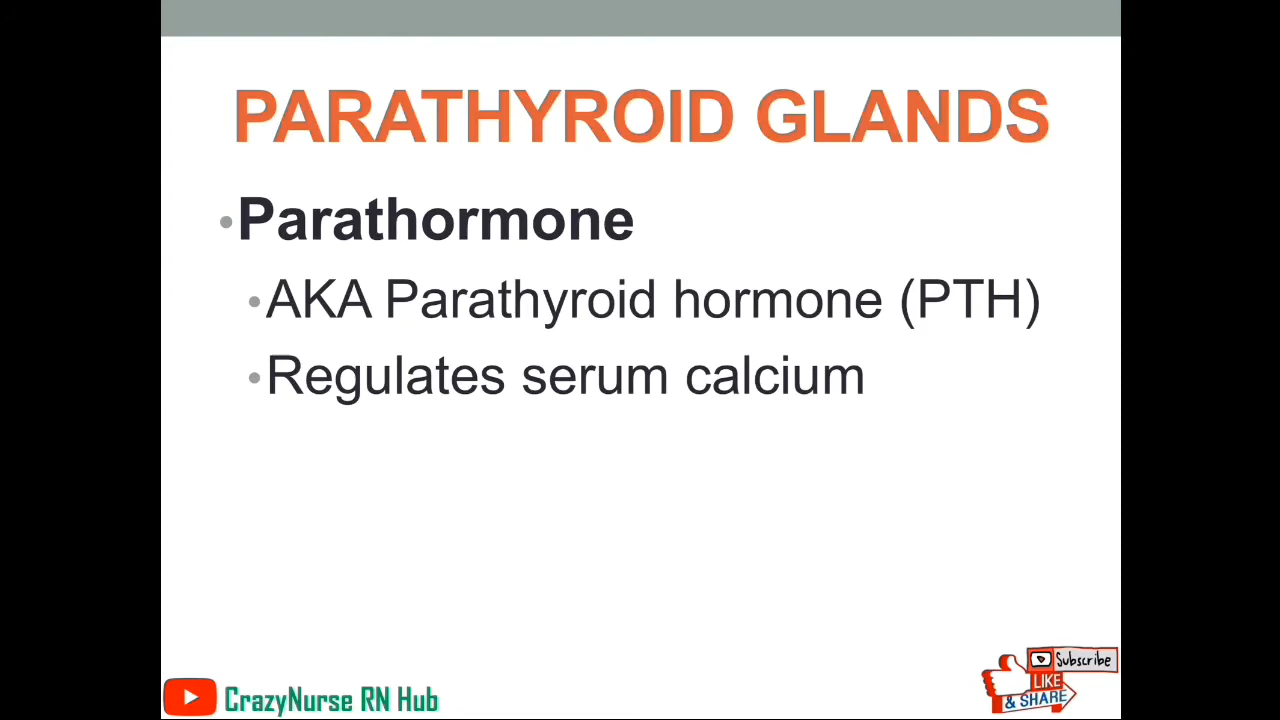 PARATHYROID GLANDS
•Parathormone
•AKA Parathyroid hormone (PTH)
•Regulates serum calcium
Subscribe
LIKE
& SHARE
CrazyNurse RN Hub